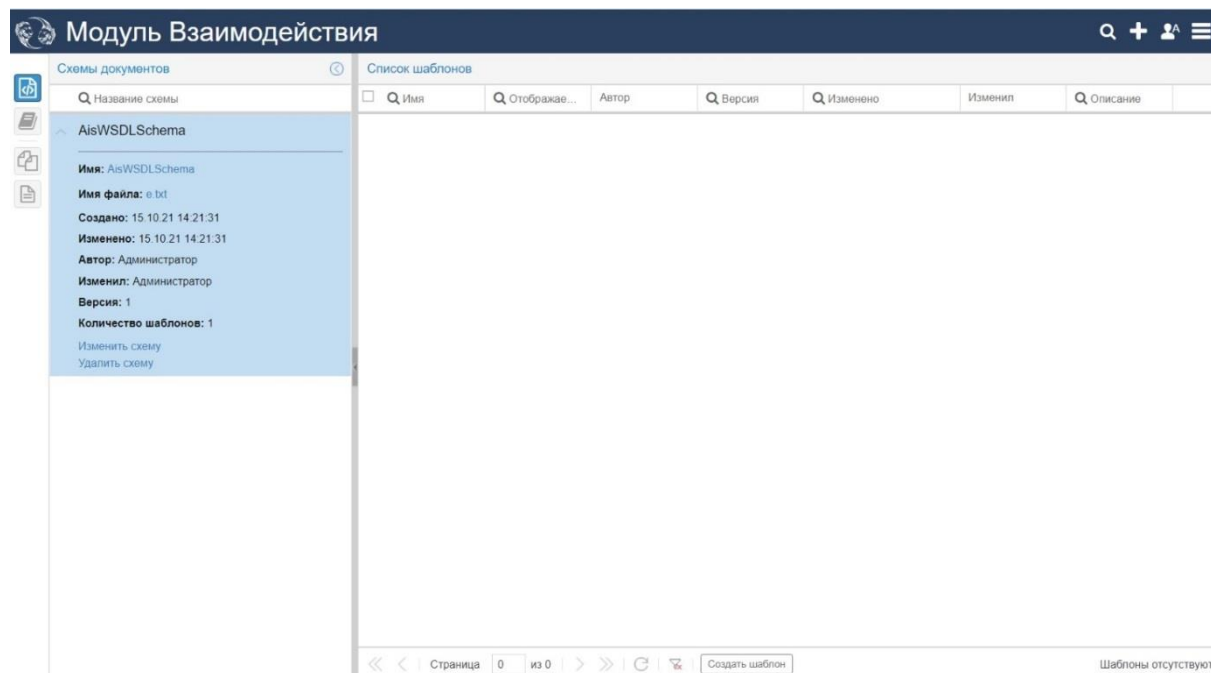 Модуль Взаимодействия
Схемы документов
Список шаблонов
Название схемы
Имя
Отображае...
Автор
Версия
Изменено
Изменил
Описание
AisWSDLSchema
Имя: AisWSDLSchema
Имя файла: e.txt
Создано: 15.10.21 14:21:31
Изменено: 15.10.21 14:21:31
Автор: Администратор
Изменил: Администратор
Версия: 1
Количество шаблонов: 1
Изменить схему
Удалить схему
Страница 0 из 0
Создать шаблон
Шаблоны отсутствуют